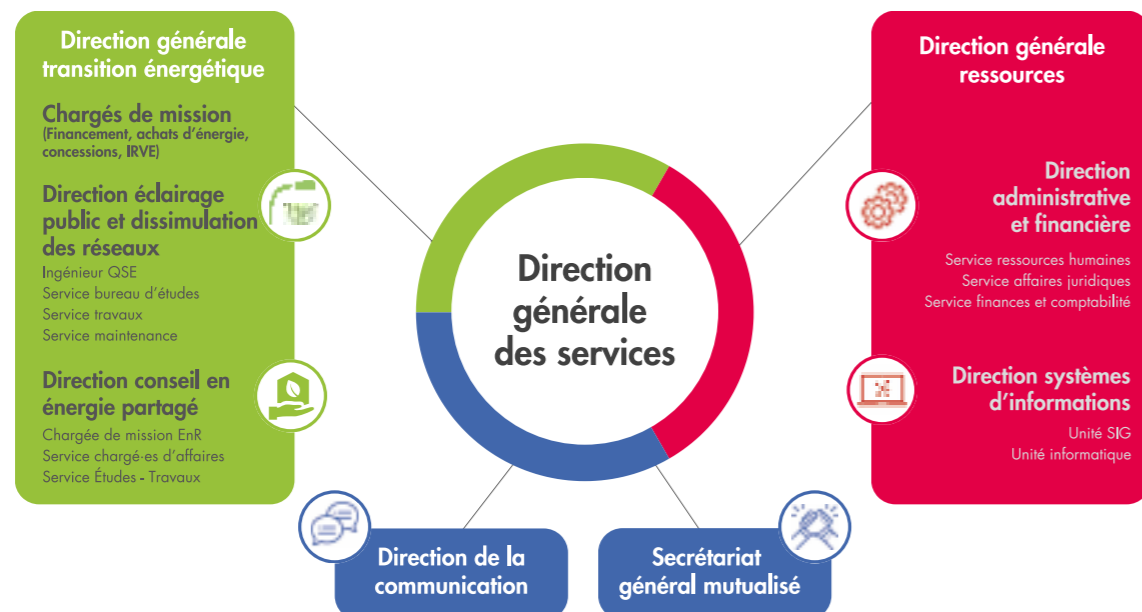 Direction générale
transition énergétique
Chargés de mission
(Financement, achats d'énergie,
concessions, IRVE)
Direction éclairage
public et dissimulation
des réseaux
Ingénieur QSE
Service bureau d'études
Service travaux
Service maintenance
Direction conseil en
énergie partagé
Chargée de mission EnR
Service chargé·es d'affaires
Service Études - Travaux
Direction
générale
des services
Direction générale
ressources
Direction
administrative
et financière
Service ressources humaines
Service affaires juridiques
Service finances et comptabilité
Direction systèmes
d'informations
Unité SIG
Unité informatique
Direction de la
communication
Secrétariat
général mutualisé